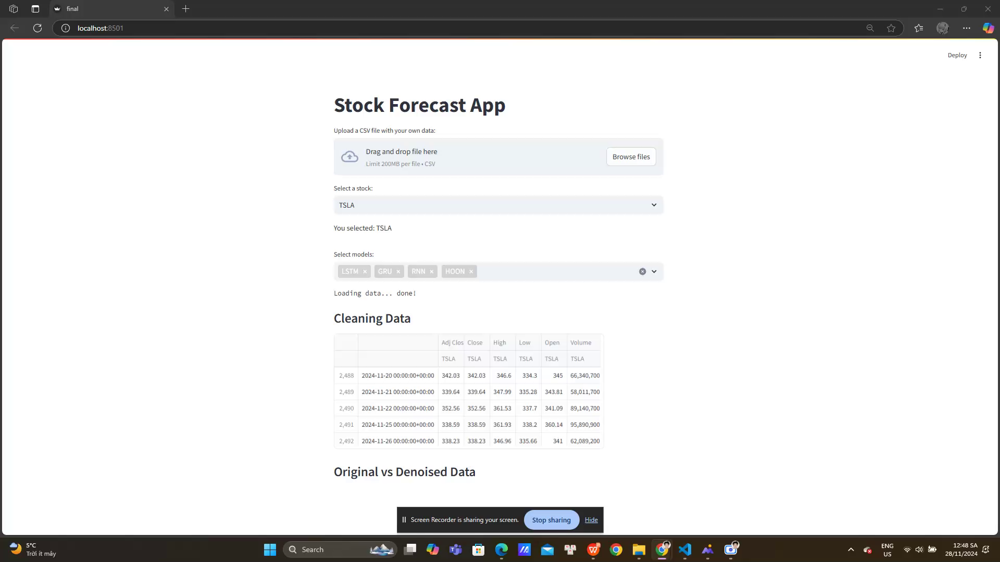 final
localhost:8501
Deploy
Stock Forecast App
Upload a CSV file with your own data:
Drag and drop file here
Limit 200MB per file • CSV
Browse files
Select a stock:
TSLA
You selected: TSLA
Select models:
LSTM × GRU × RNN × HOON ×
Loading data... done!
Cleaning Data
Adj Clos Close High Low Open Volume
TSLA TSLA TSLA TSLA TSLA TSLA
2,488 2024-11-20 00:00:00+00:00 342.03 342.03 346.6 334.3 345 66,340,700
2,489 2024-11-21 00:00:00+00:00 339.64 339.64 347.99 335.28 343.81 58,011,700
2,490 2024-11-22 00:00:00+00:00 352.56 352.56 361.53 337.7 341.09 89,140,700
2,491 2024-11-25 00:00:00+00:00 338.59 338.59 361.93 338.2 360.14 95,890,900
2,492 2024-11-26 00:00:00+00:00 338.23 338.23 346.96 335.66 341 62,089,200
Original vs Denoised Data
Screen Recorder is sharing your screen. Stop sharing Hide
5°C
Trời ít mây
Search
ENG
US
12:48 SA
28/11/2024